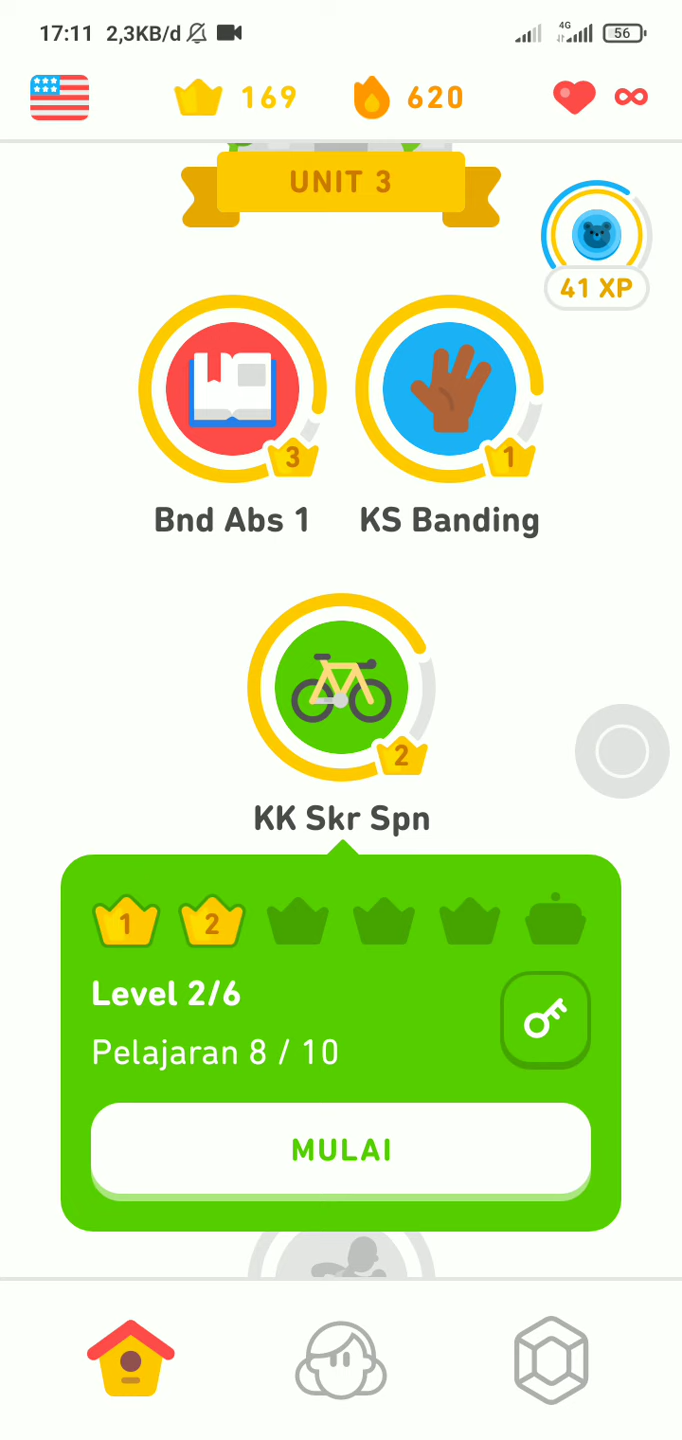 17:11 2,3KB/d 4G 56
169 620 ∞
UNIT 3
41 XP
3 1
Bnd Abs 1 KS Banding
2
KK Skr Spn
1 2
Level 2/6
Pelajaran 8 / 10
MULAI